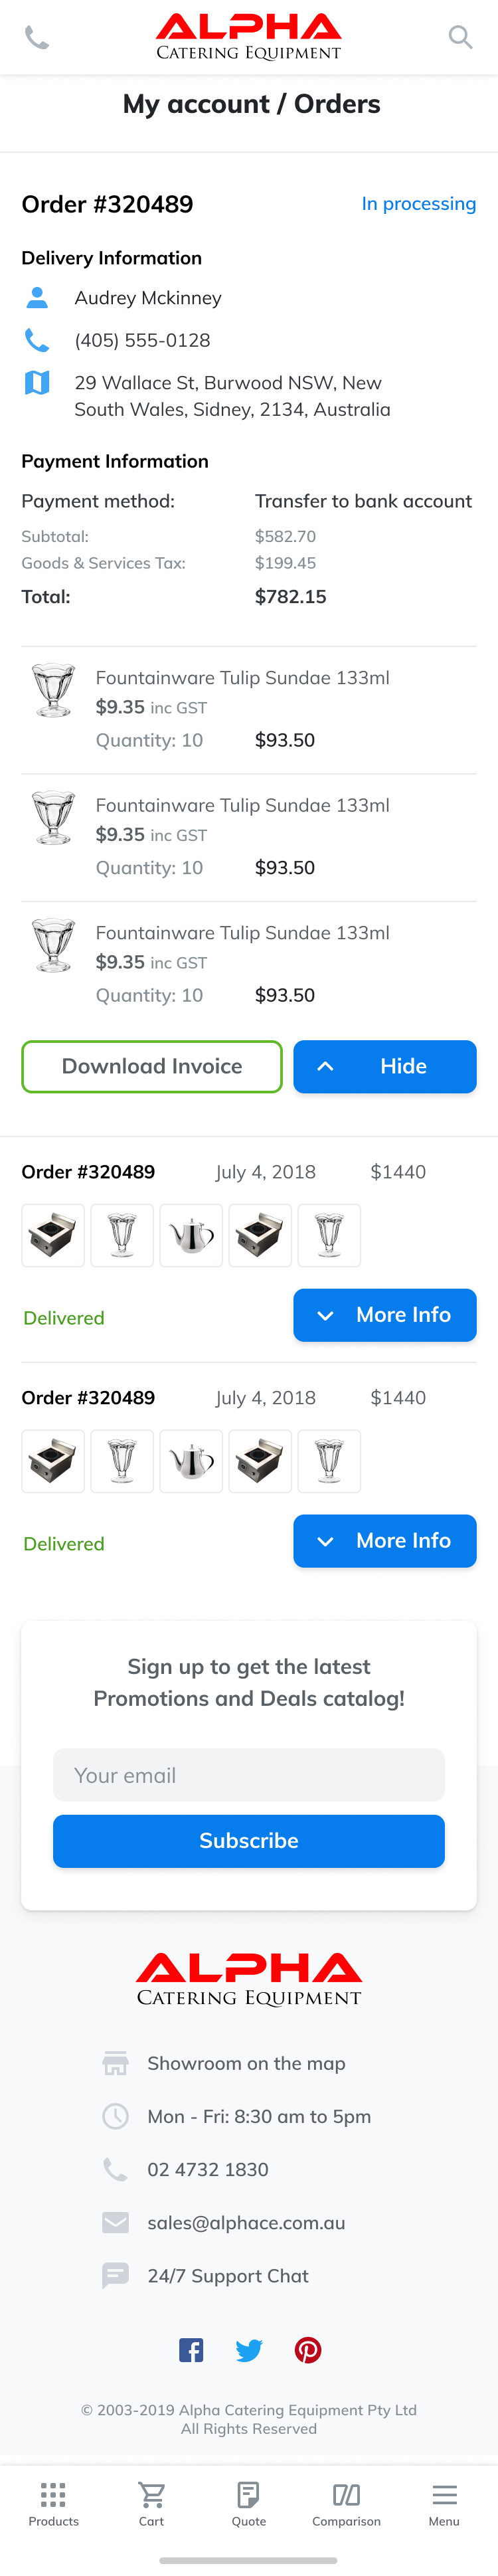 ALPHA
CATERING EQUIPMENT
My account / Orders
Order #320489
In processing
Delivery Information
Audrey Mckinney
(405) 555-0128
29 Wallace St, Burwood NSW, New
South Wales, Sidney, 2134, Australia
Payment Information
Payment method: Transfer to bank account
Subtotal: $582.70
Goods & Services Tax: $199.45
Total: $782.15
Fountainware Tulip Sundae 133ml
$9.35 inc GST
Quantity: 10 $93.50
Fountainware Tulip Sundae 133ml
$9.35 inc GST
Quantity: 10 $93.50
Fountainware Tulip Sundae 133ml
$9.35 inc GST
Quantity: 10 $93.50
Download Invoice
Hide
Order #320489 July 4, 2018 $1440
Delivered
More Info
Order #320489 July 4, 2018 $1440
Delivered
More Info
Sign up to get the latest
Promotions and Deals catalog!
Your email
Subscribe
ALPHA
CATERING EQUIPMENT
Showroom on the map
Mon - Fri: 8:30 am to 5pm
02 4732 1830
sales@alphace.com.au
24/7 Support Chat
© 2003-2019 Alpha Catering Equipment Pty Ltd
All Rights Reserved
Products Cart Quote Comparison Menu